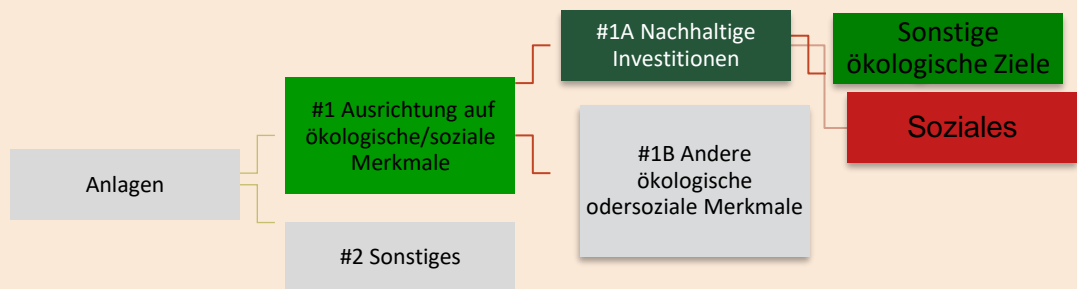 Anlagen
#1 Ausrichtung auf
ökologische/soziale
Merkmale
#2 Sonstiges
#1A Nachhaltige
Investitionen
#1B Andere
ökologische
odersoziale Merkmale
Sonstige
ökologische Ziele
Soziales